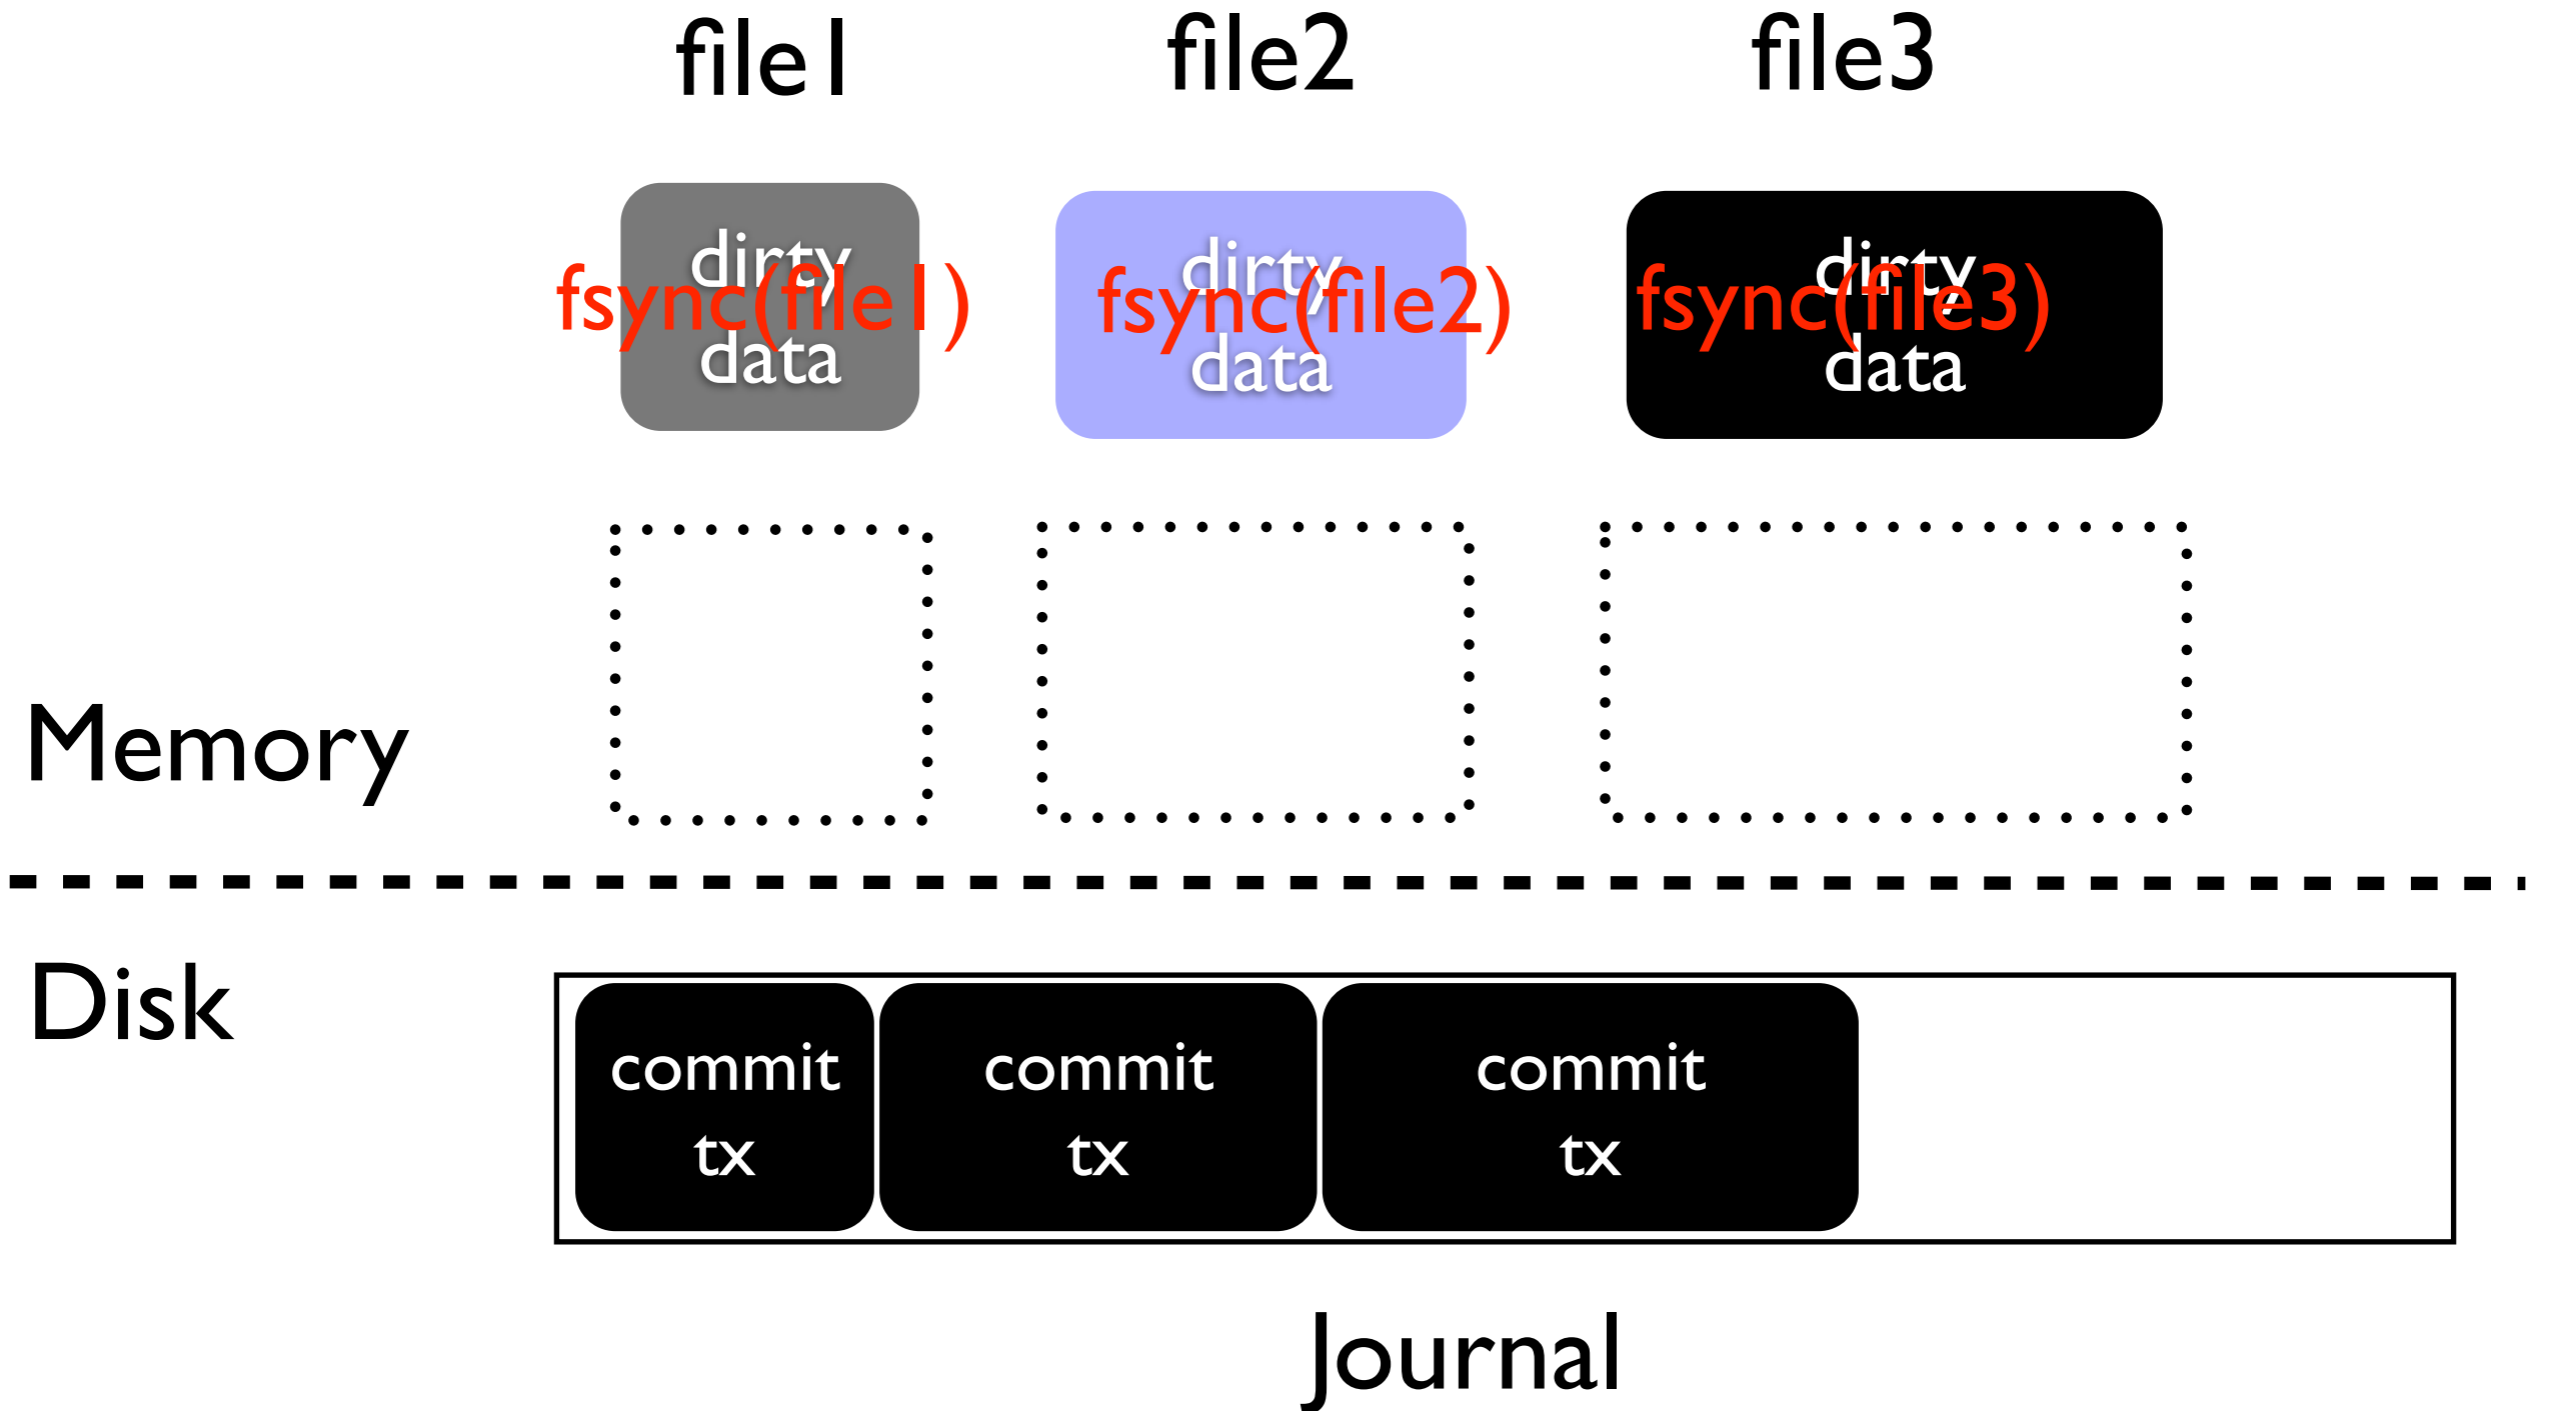 file1
file2
file3
dirty
data
fsync(file1)
dirty
data
fsync(file2)
dirty
data
fsync(file3)
Memory
Disk
commit
tx
commit
tx
commit
tx
Journal